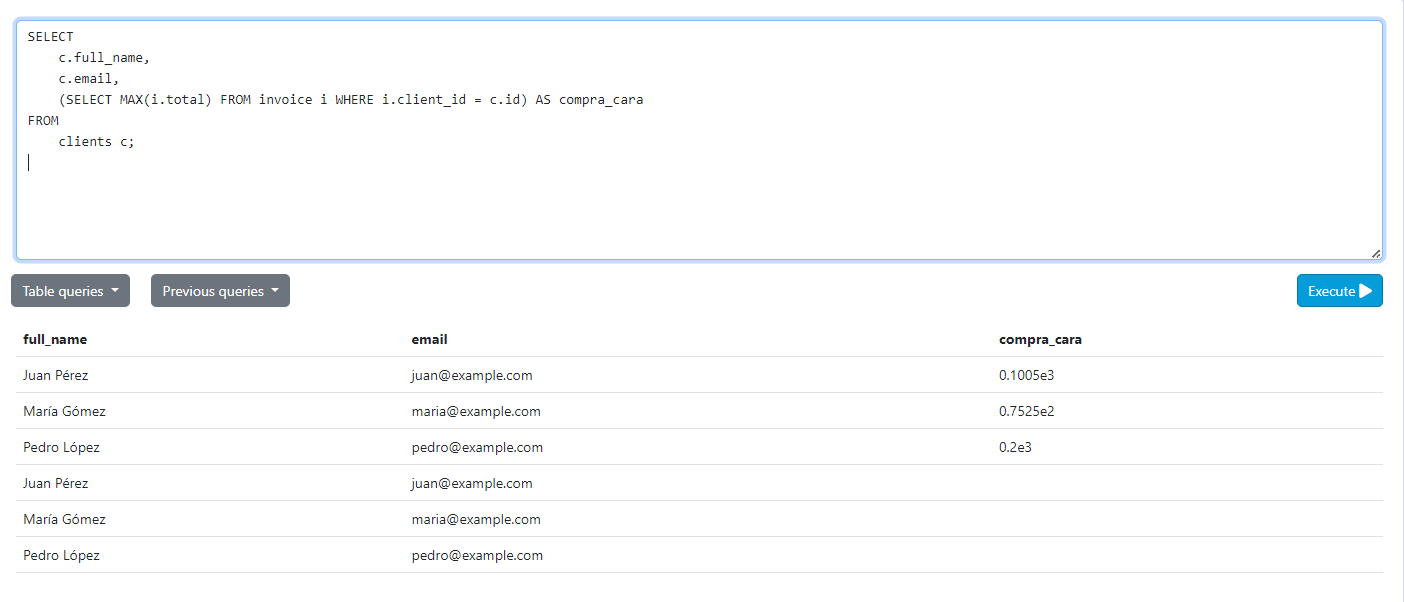 SELECT
    c.full_name,
    c.email,
    (SELECT MAX(i.total) FROM invoice i WHERE i.client_id = c.id) AS compra_cara
FROM
    clients c;
Table queries Previous queries Execute
full_name email compra_cara
Juan Pérez juan@example.com 0.1005e3
María Gómez maria@example.com 0.7525e2
Pedro López pedro@example.com 0.2e3
Juan Pérez juan@example.com
María Gómez maria@example.com
Pedro López pedro@example.com